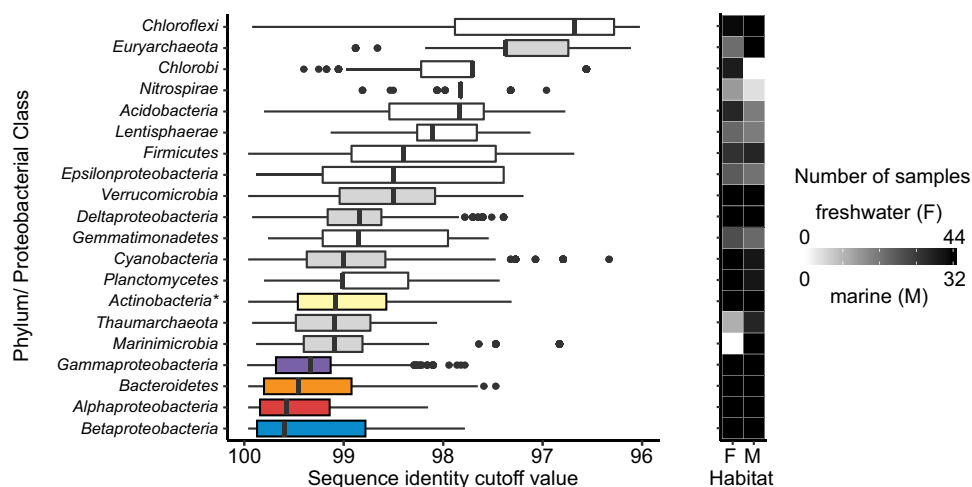 Phylum/ Proteobacterial Class
Chloroflexi
Euryarchaeota
Chlorobi
Nitrospirae
Acidobacteria
Lentisphaerae
Firmicutes
Epsilonproteobacteria
Verrucomicrobia
Deltaproteobacteria
Gemmatimonadetes
Cyanobacteria
Planctomycetes
Actinobacteria*
Thaumarchaeota
Marinimicrobia
Gammaproteobacteria
Bacteroidetes
Alphaproteobacteria
Betaproteobacteria
100 99 98 97 96
Sequence identity cutoff value
F M
Habitat
Number of samples
freshwater (F)
0 44
0 32
marine (M)